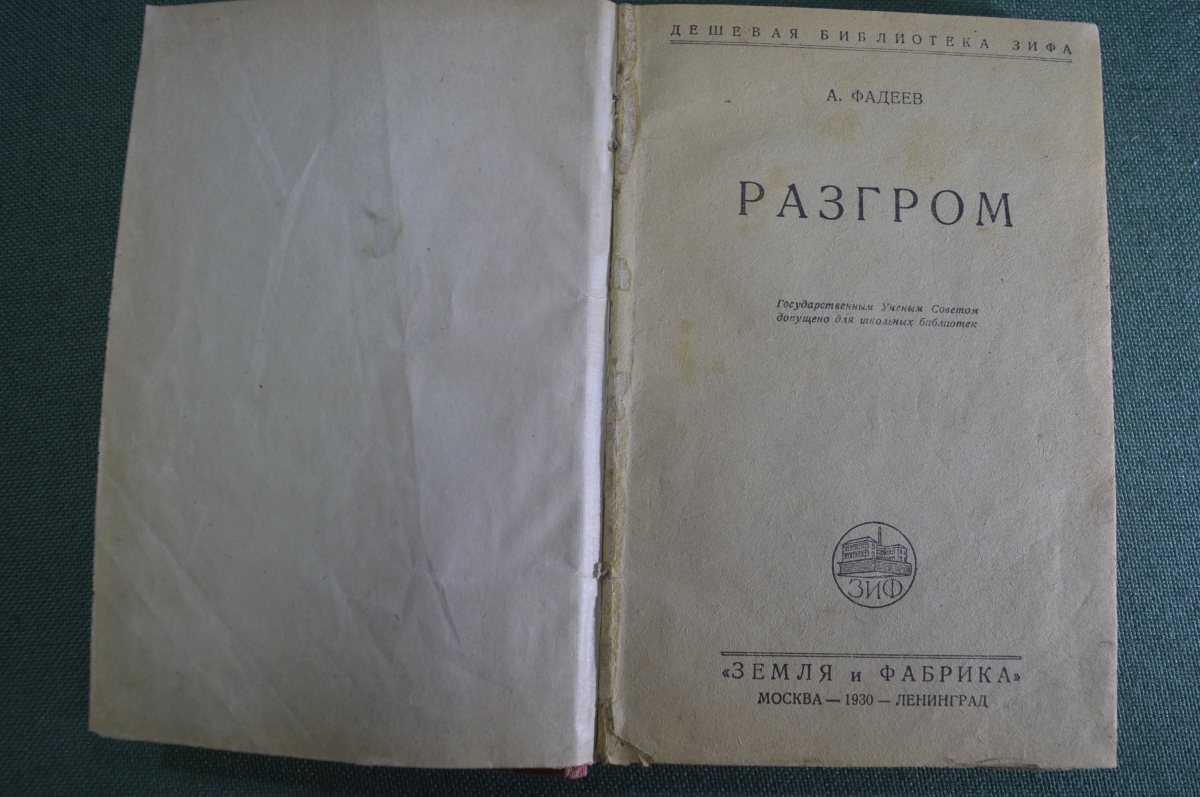 ДЕШЕВАЯ БИБЛИОТЕКА ЗИФА
А. ФАДЕЕВ
РАЗГРОМ
Государственным Ученым Советом
допущено для школьных библиотек
ЗИФ
«ЗЕМЛЯ и ФАБРИКА»
МОСКВА — 1930 — ЛЕНИНГРАД